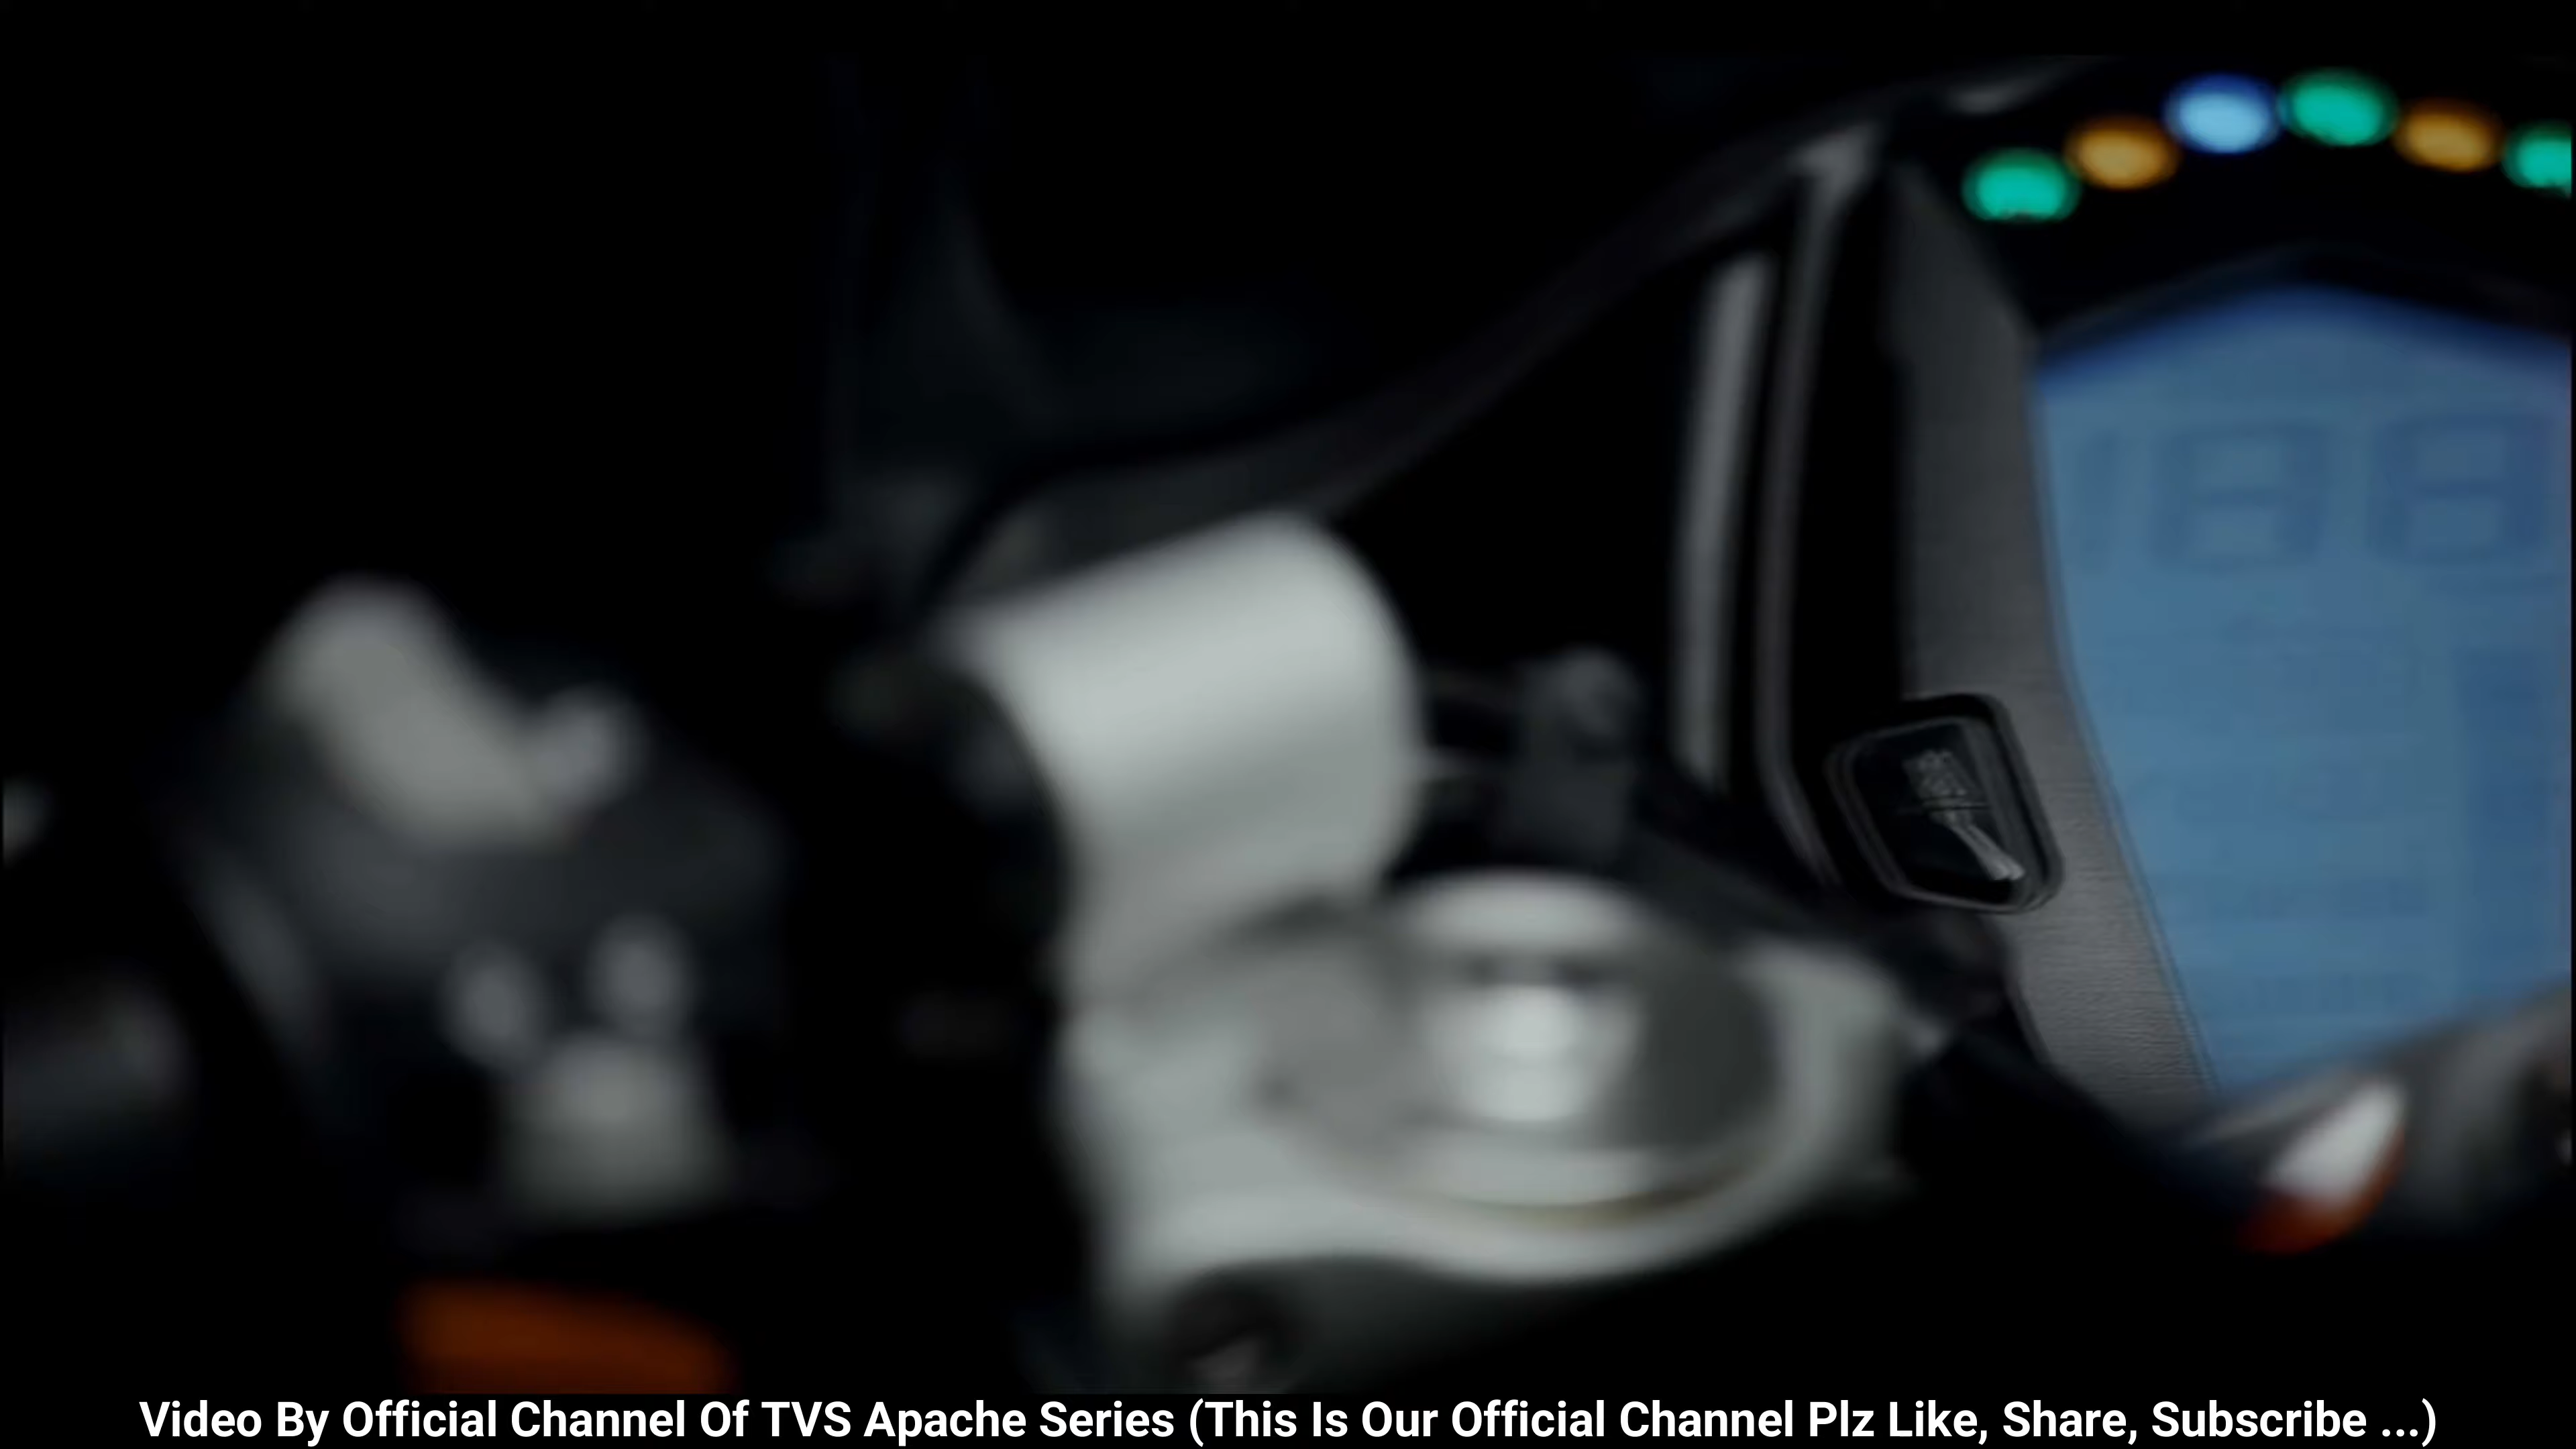 Video By Official Channel Of TVS Apache Series (This Is Our Official Channel Plz Like, Share, Subscribe ...)